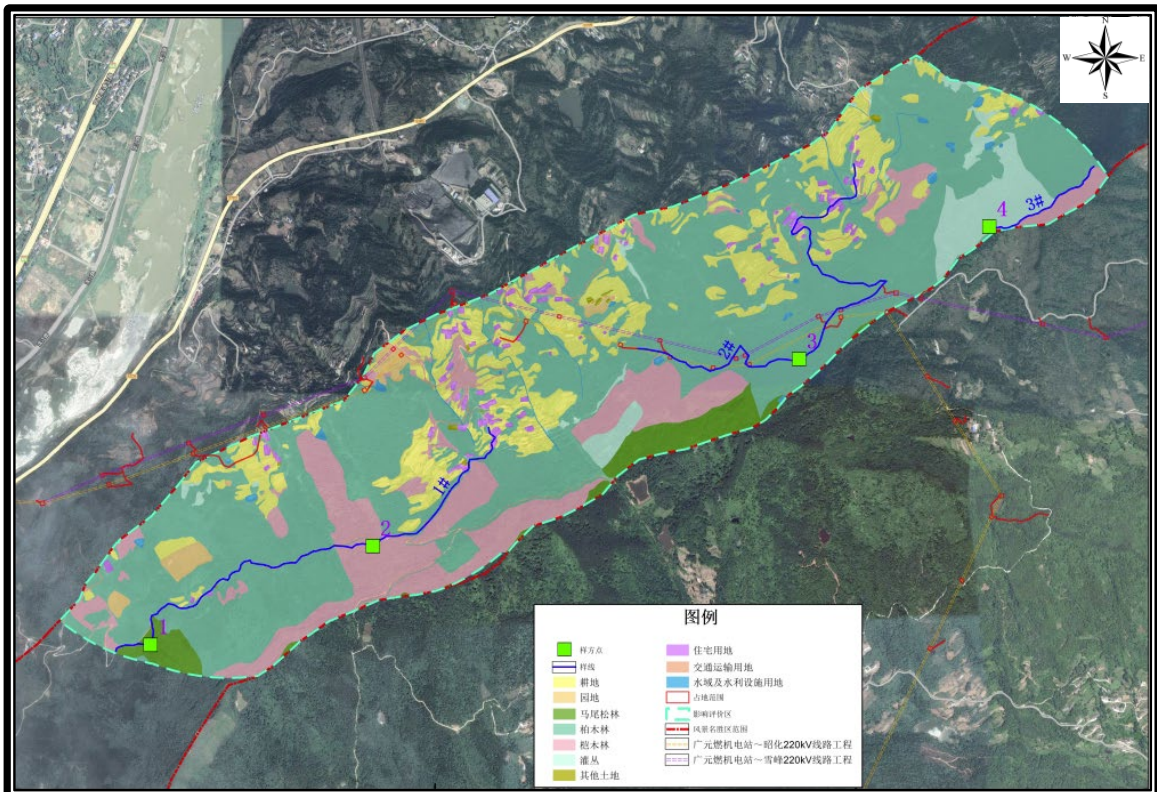 N
W
E
S
4
3#
3
2#
1#
2
1
图例
样方点
样线
耕地
园地
马尾松林
柏木林
桤木林
灌丛
其他土地
住宅用地
交通运输用地
水域及水利设施用地
占地范围
影响评价区
风景名胜区范围
广元燃机电站～昭化220kV线路工程
广元燃机电站～雪峰220kV线路工程